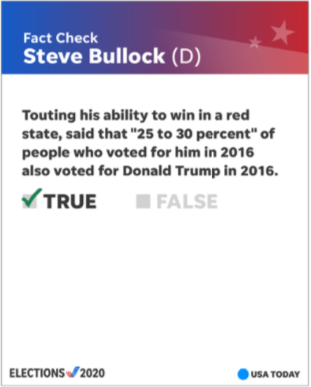 Fact Check
Steve Bullock (D)
Touting his ability to win in a red
state, said that "25 to 30 percent" of
people who voted for him in 2016
also voted for Donald Trump in 2016.
TRUE FALSE
ELECTIONS 2020 USA TODAY